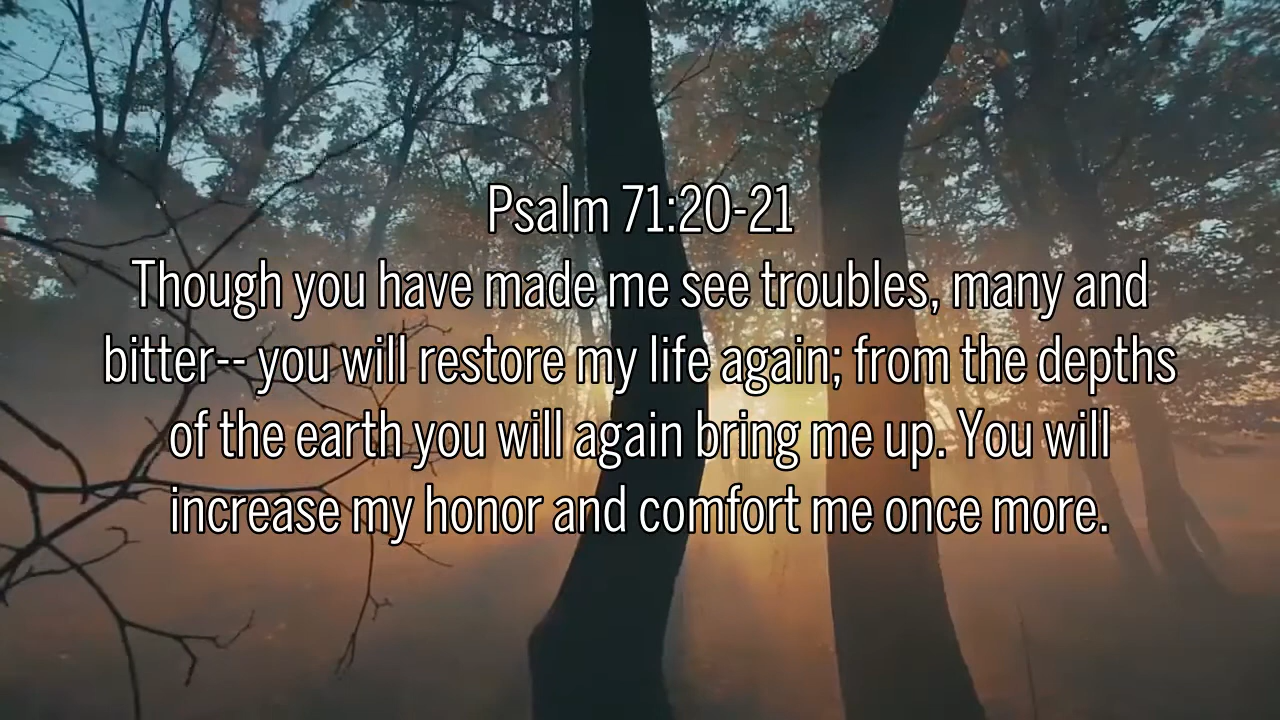 Psalm 71:20-21
Though you have made me see troubles, many and
bitter-- you will restore my life again; from the depths
of the earth you will again bring me up. You will
increase my honor and comfort me once more.